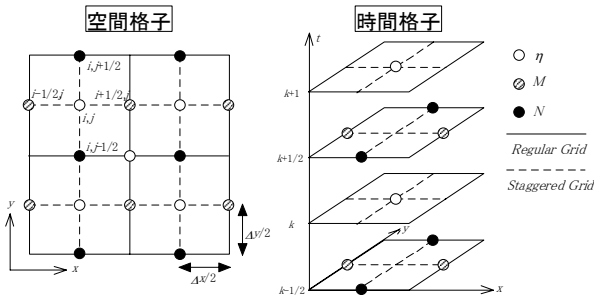 空間格子
時間格子
i,j+1/2
i-1/2,j
i+1/2,j
i,j
i,j-1/2
y
x
Δy/2
Δx/2
t
k+1
k+1/2
k
y
k-1/2
x
η
M
N
Regular Grid
Staggered Grid